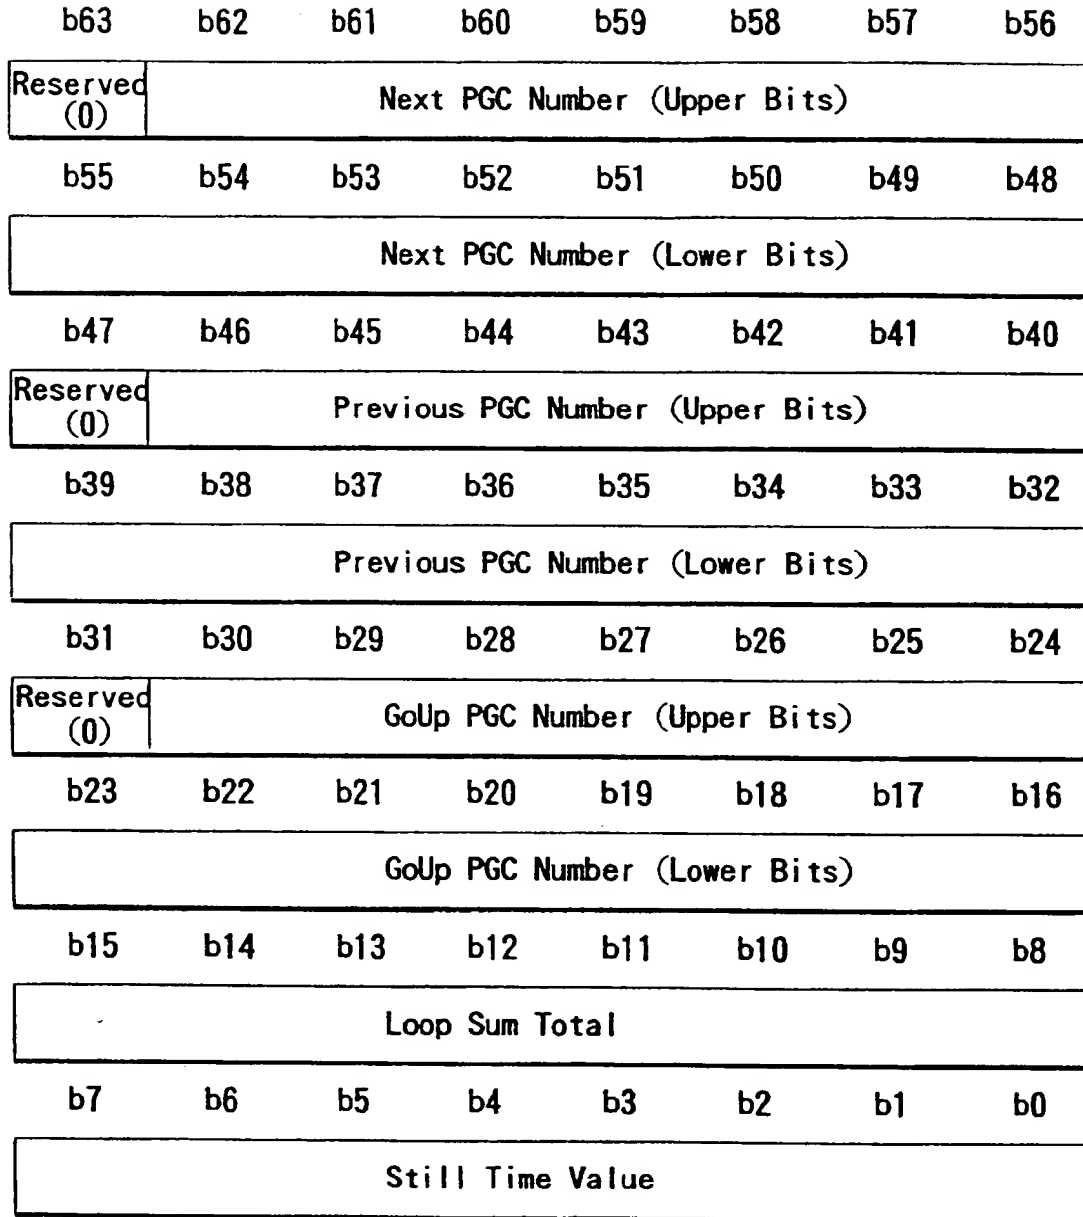 b63 b62 b61 b60 b59 b58 b57 b56
Reserved
(0)
Next PGC Number (Upper Bits)
b55 b54 b53 b52 b51 b50 b49 b48
Next PGC Number (Lower Bits)
b47 b46 b45 b44 b43 b42 b41 b40
Reserved
(0)
Previous PGC Number (Upper Bits)
b39 b38 b37 b36 b35 b34 b33 b32
Previous PGC Number (Lower Bits)
b31 b30 b29 b28 b27 b26 b25 b24
Reserved
(0)
GoUp PGC Number (Upper Bits)
b23 b22 b21 b20 b19 b18 b17 b16
GoUp PGC Number (Lower Bits)
b15 b14 b13 b12 b11 b10 b9 b8
Loop Sum Total
b7 b6 b5 b4 b3 b2 b1 b0
Still Time Value